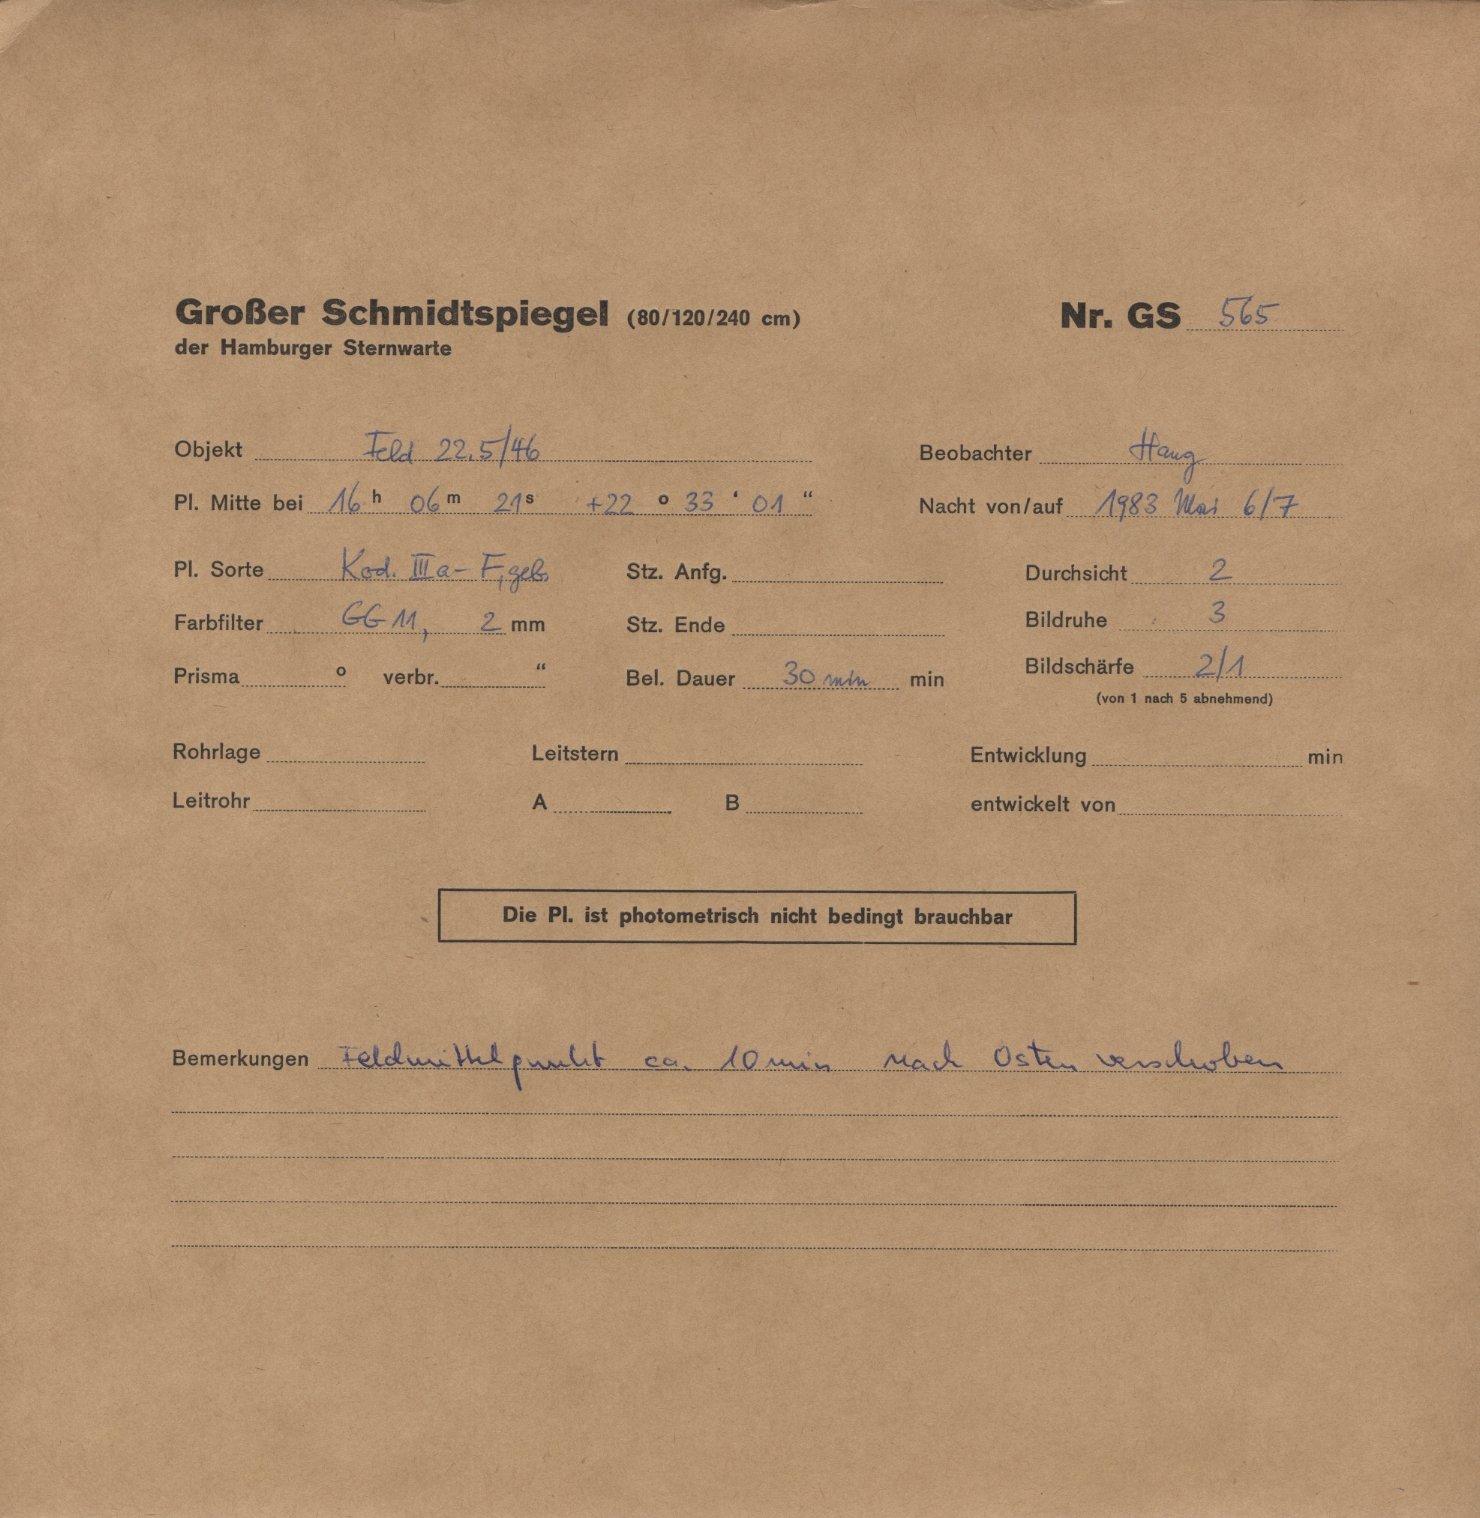 Großer Schmidtspiegel (80/120/240 cm) Nr. GS 565
der Hamburger Sternwarte
Objekt Feld 22.5/46 Beobachter Haug
Pl. Mitte bei 16 h 06 m 21 s +22 o 33 ‘ 01 “ Nacht von/auf 1983 Mai 6/7
Pl. Sorte Kod. IIIa-F, geb. Stz. Anfg. Durchsicht 2
Farbfilter GG 11, 2 mm Stz. Ende Bildruhe 3
Prisma o verbr. “ Bel. Dauer 30 min min Bildschärfe 2/1
(von 1 nach 5 abnehmend)
Rohrlage Leitstern Entwicklung min
Leitrohr A B entwickelt von
Die Pl. ist photometrisch nicht bedingt brauchbar
Bemerkungen Feldmittelpunkt ca. 10 min nach Osten verschoben